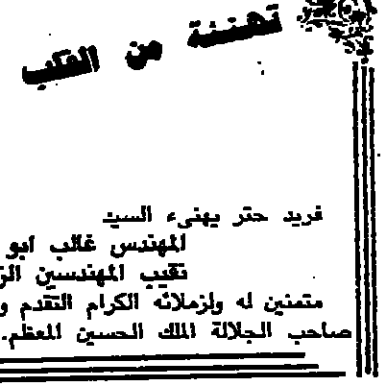 تهنئة من القلب
فريد حتر يهنىء السيد
المهندس غالب ابو
نقيب المهندسين
متمنين له ولزملائه الكرام التقدم و
صاحب الجلالة الملك الحسين المعظم.